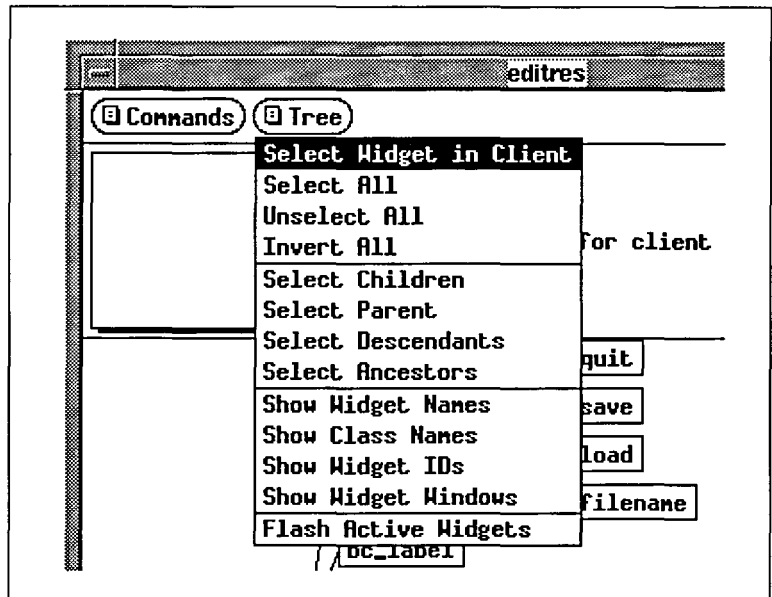 editres
Commands Tree
Select Widget in Client
Select All
Unselect All
Invert All
for client
Select Children
Select Parent
Select Descendants
Select Ancestors
quit
Show Widget Names
save
Show Class Names
Show Widget IDs
load
Show Widget Windows
filename
Flash Active Widgets
bc_label